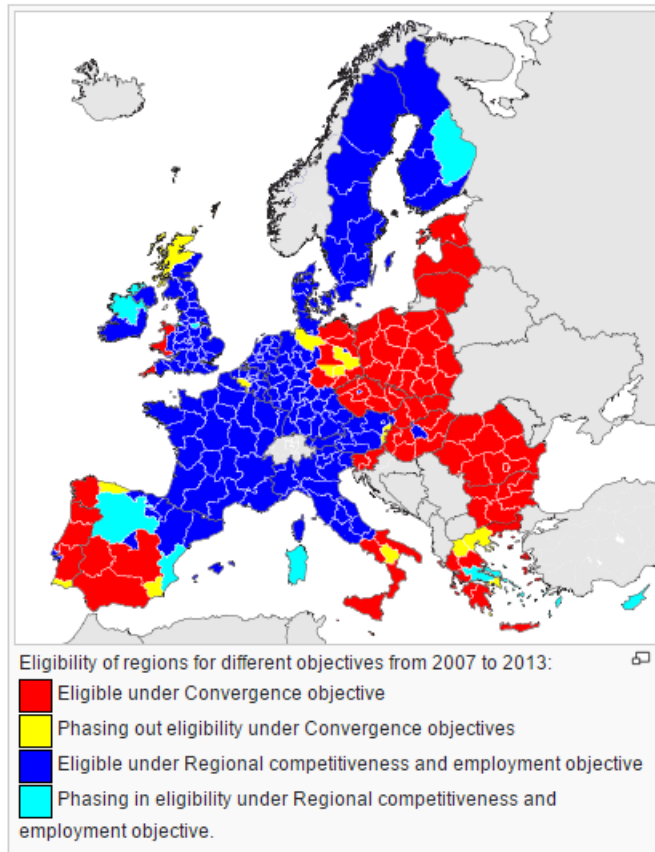 Eligibility of regions for different objectives from 2007 to 2013:
Eligible under Convergence objective
Phasing out eligibility under Convergence objectives
Eligible under Regional competitiveness and employment objective
Phasing in eligibility under Regional competitiveness and
employment objective.